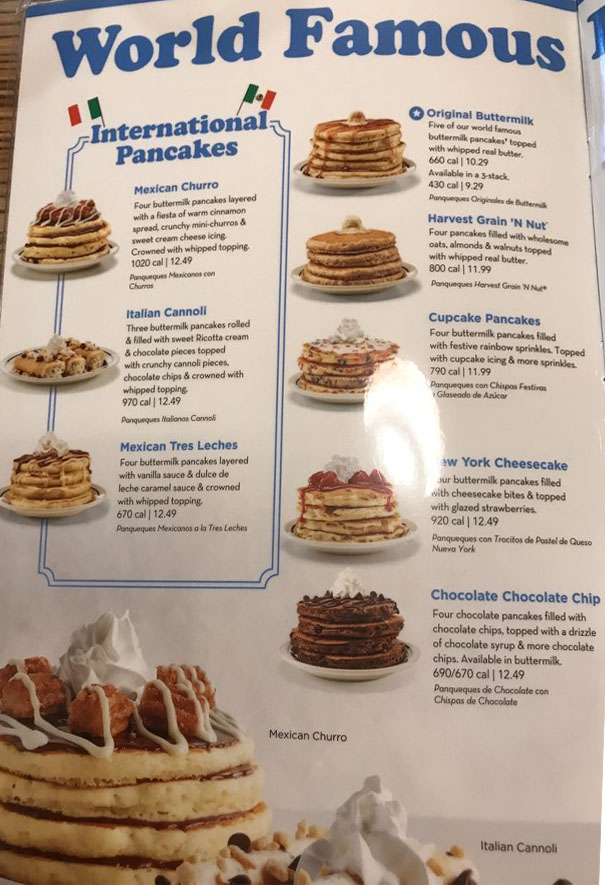 World Famous
International
Pancakes
Mexican Churro
Four buttermilk pancakes layered
with a fiesta of warm cinnamon
spread, crunchy mini-churros &
sweet cream cheese icing.
Crowned with whipped topping.
1020 cal | 12.49
Panqueques Mexicanos con
Churros
Italian Cannoli
Three buttermilk pancakes rolled
& filled with sweet Ricotta cream
& chocolate pieces topped
with crunchy cannoli pieces,
chocolate chips & crowned with
whipped topping.
970 cal | 12.49
Panqueques Italianos Cannoli
Mexican Tres Leches
Four buttermilk pancakes layered
with vanilla sauce & dulce de
leche caramel sauce & crowned
with whipped topping.
670 cal | 12.49
Panqueques Mexicanos a la Tres Leches
Original Buttermilk
Five of our world famous
buttermilk pancakes* topped
with whipped real butter.
660 cal | 10.29
Available in a 3-stack.
430 cal | 9.29
Panqueques Originales de Buttermilk
Harvest Grain 'N Nut®
Four pancakes filled with wholesome
oats, almonds & walnuts topped
with whipped real butter.
800 cal | 11.99
Panqueques Harvest Grain 'N Nut®
Cupcake Pancakes
Four buttermilk pancakes filled
with festive rainbow sprinkles. Topped
with cupcake icing & more sprinkles.
790 cal | 11.99
Panqueques con Chispas Festivas
y Glaseado de Azúcar
ew York Cheesecake
our buttermilk pancakes filled
with cheesecake bites & topped
with glazed strawberries.
920 cal | 12.49
Panqueques con Trocitos de Pastel de Queso
Nueva York
Chocolate Chocolate Chip
Four chocolate pancakes filled with
chocolate chips, topped with a drizzle
of chocolate syrup & more chocolate
chips. Available in buttermilk.
690/670 cal | 12.49
Panqueques de Chocolate con
Chispas de Chocolate
Mexican Churro
Italian Cannoli